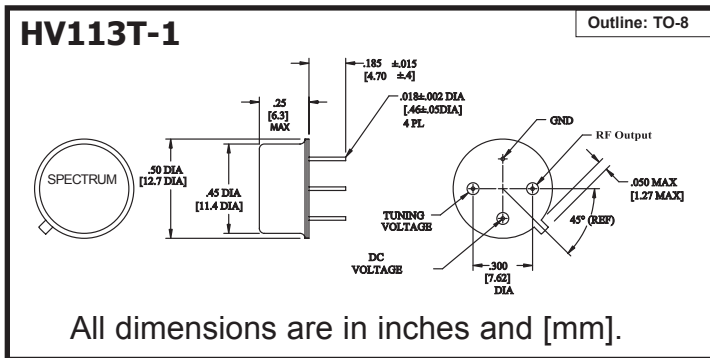 HV113T-1
Outline: TO-8
.185 ±.015
[4.70 ±.4]
.018±.002 DIA
[.46±.05DIA]
4 PL
.25
[6.3]
MAX
GND
RF Output
SPECTRUM
.50 DIA
[12.7 DIA]
.45 DIA
[11.4 DIA]
.050 MAX
[1.27 MAX]
TUNING
VOLTAGE
45° (REF)
DC
VOLTAGE
.300
[7.62]
DIA
All dimensions are in inches and [mm].